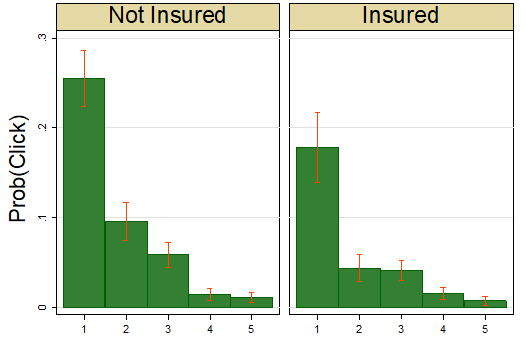 Not Insured
Insured
Prob(Click)
.3
.2
.1
0
1 2 3 4 5
1 2 3 4 5